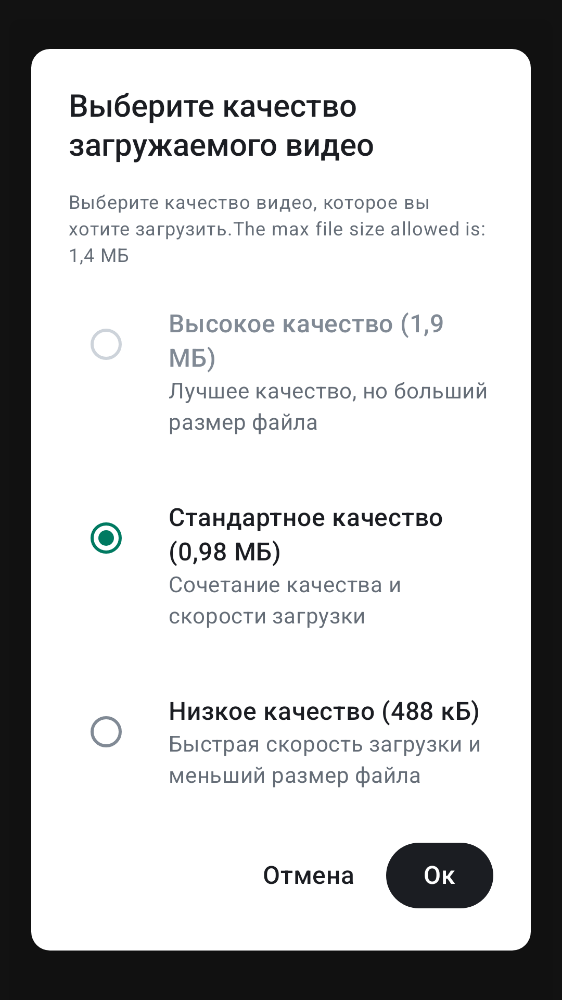 Выберите качество
загружаемого видео
Выберите качество видео, которое вы
хотите загрузить.The max file size allowed is:
1,4 МБ
Высокое качество (1,9
МБ)
Лучшее качество, но больший
размер файла
Стандартное качество
(0,98 МБ)
Сочетание качества и
скорости загрузки
Низкое качество (488 кБ)
Быстрая скорость загрузки и
меньший размер файла
Отмена
Ок